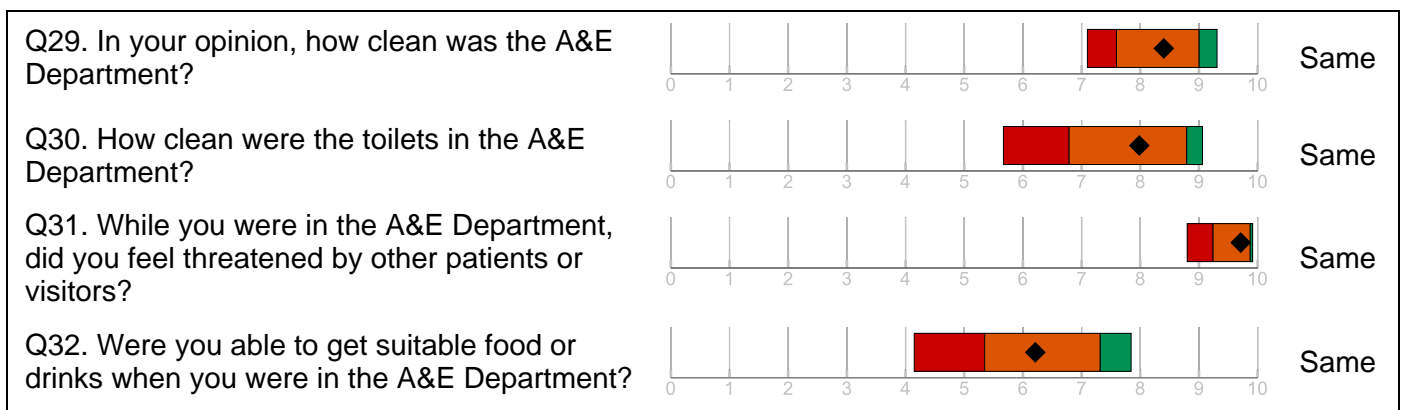 Q29. In your opinion, how clean was the A&E
Department?
Same
0 1 2 3 4 5 6 7 8 9 10
Q30. How clean were the toilets in the A&E
Department?
Same
0 1 2 3 4 5 6 7 8 9 10
Q31. While you were in the A&E Department,
did you feel threatened by other patients or
visitors?
Same
0 1 2 3 4 5 6 7 8 9 10
Q32. Were you able to get suitable food or
drinks when you were in the A&E Department?
Same
0 1 2 3 4 5 6 7 8 9 10